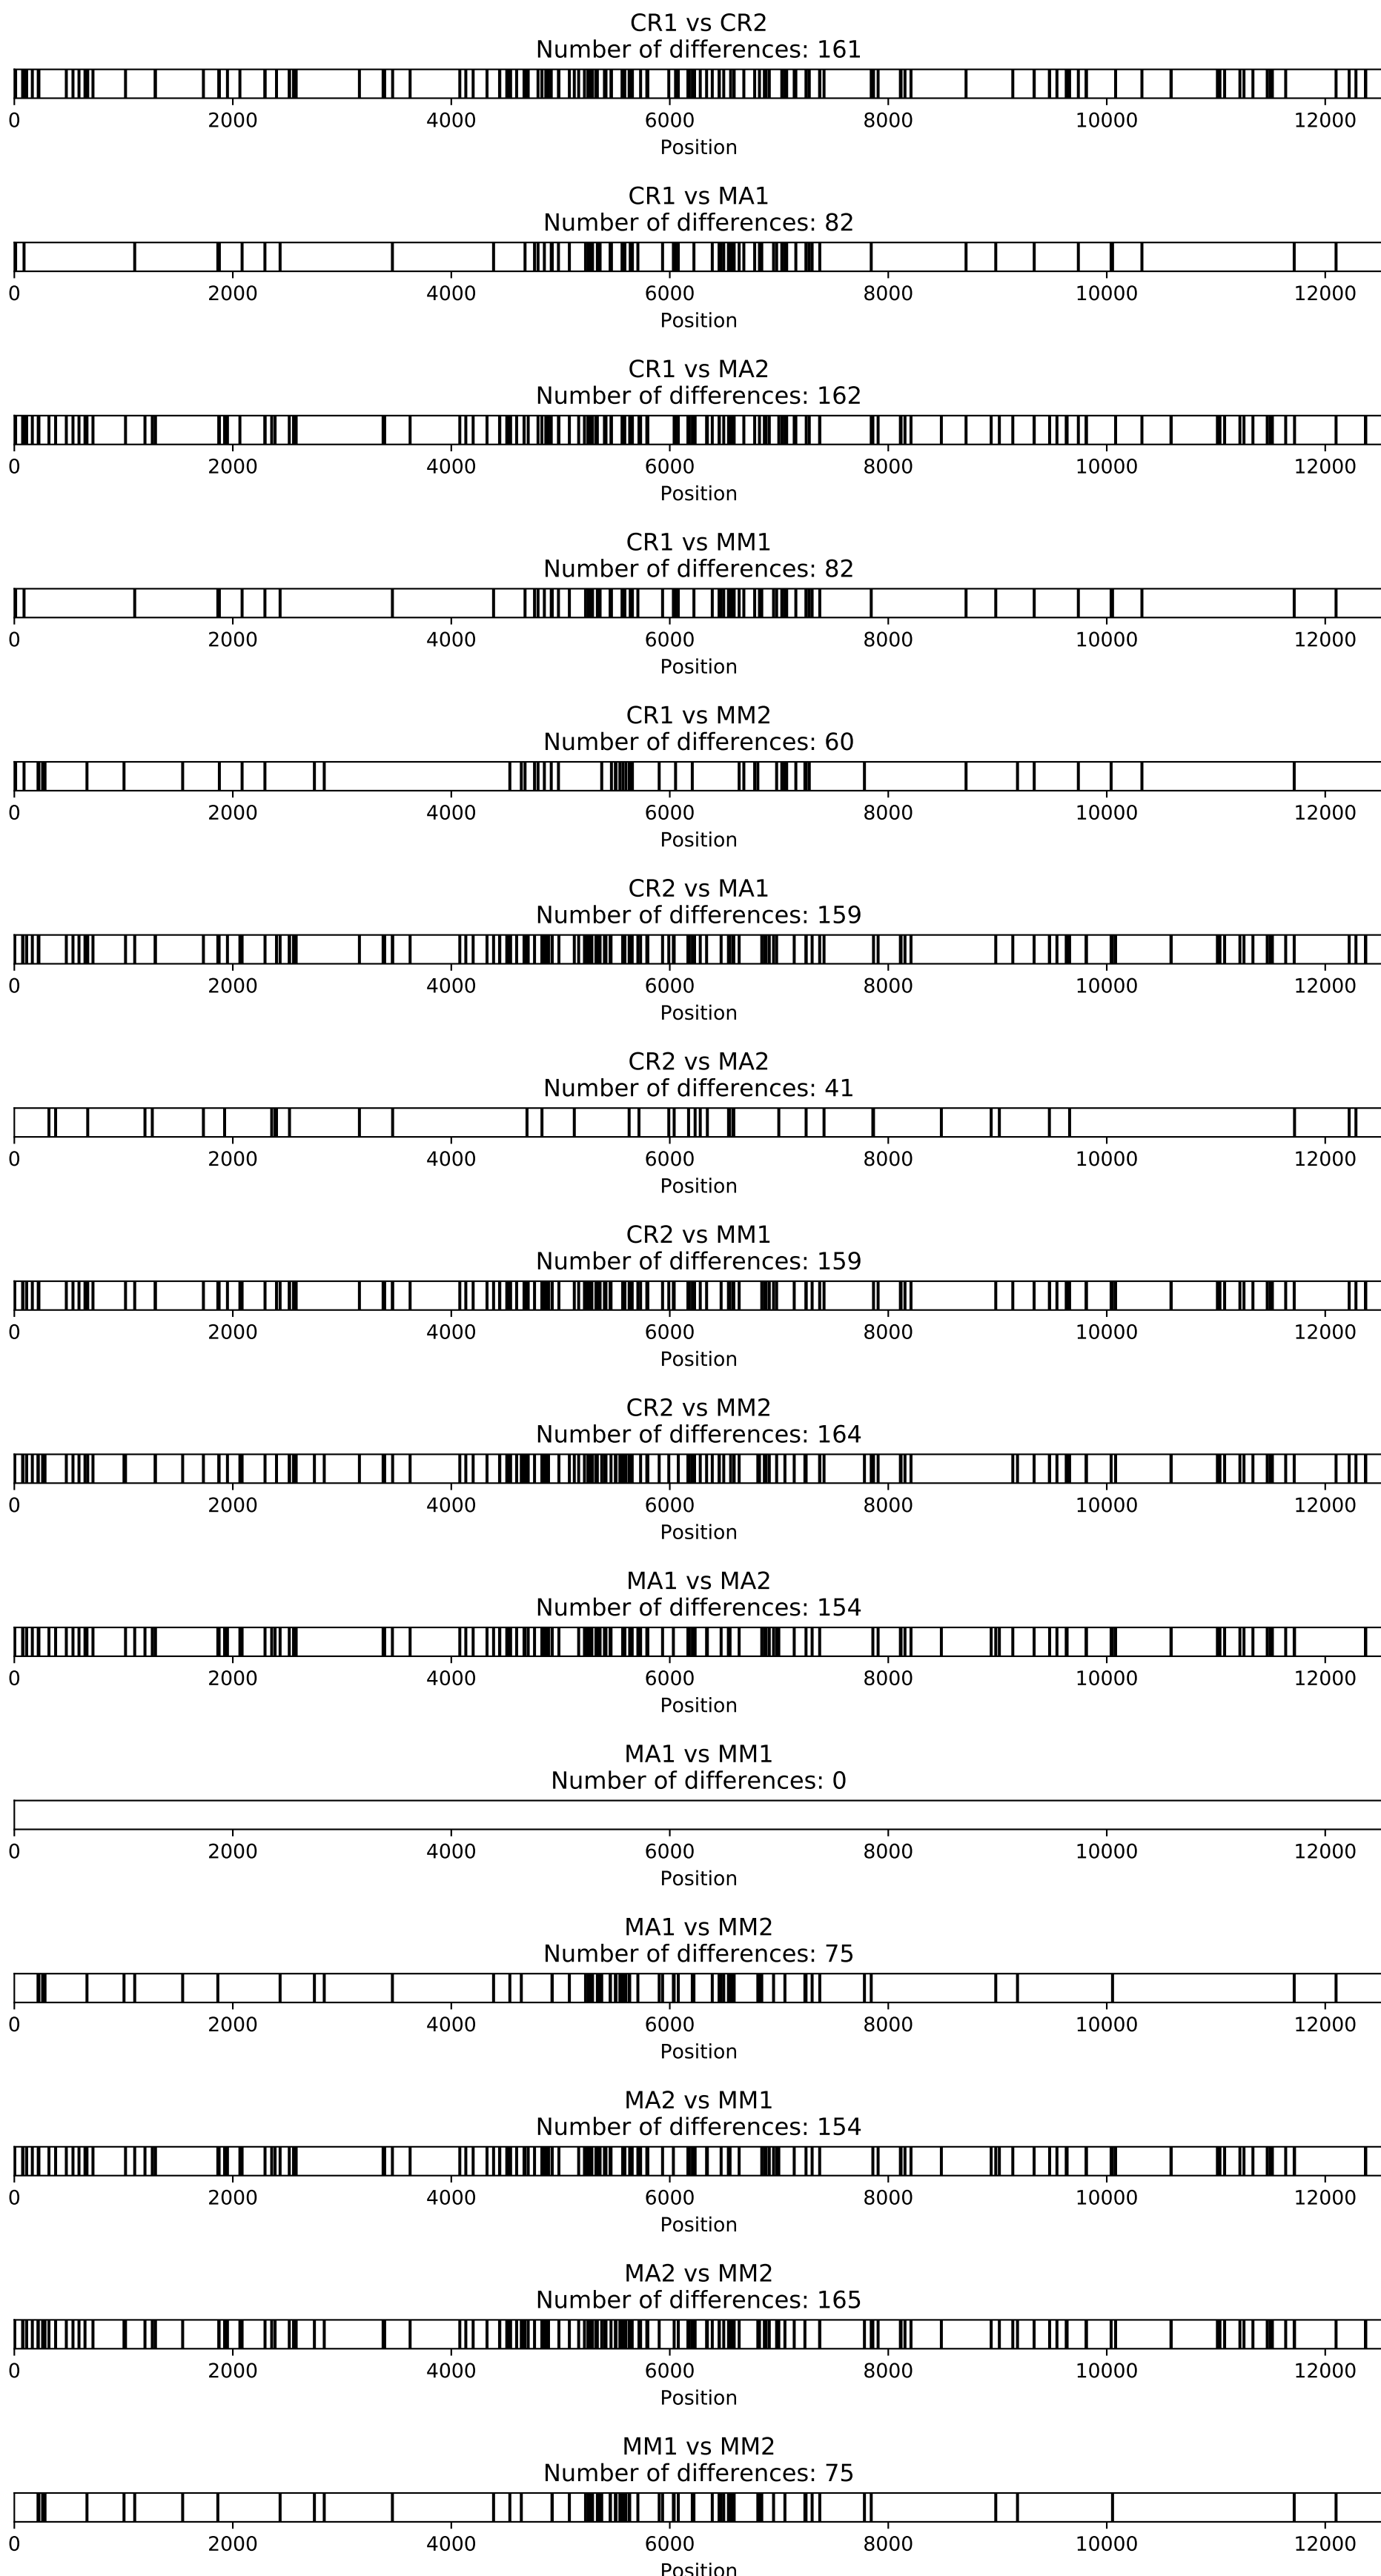 CR1 vs CR2
Number of differences: 161
0 2000 4000 6000 8000 10000 12000
Position
CR1 vs MA1
Number of differences: 82
0 2000 4000 6000 8000 10000 12000
Position
CR1 vs MA2
Number of differences: 162
0 2000 4000 6000 8000 10000 12000
Position
CR1 vs MM1
Number of differences: 82
0 2000 4000 6000 8000 10000 12000
Position
CR1 vs MM2
Number of differences: 60
0 2000 4000 6000 8000 10000 12000
Position
CR2 vs MA1
Number of differences: 159
0 2000 4000 6000 8000 10000 12000
Position
CR2 vs MA2
Number of differences: 41
0 2000 4000 6000 8000 10000 12000
Position
CR2 vs MM1
Number of differences: 159
0 2000 4000 6000 8000 10000 12000
Position
CR2 vs MM2
Number of differences: 164
0 2000 4000 6000 8000 10000 12000
Position
MA1 vs MA2
Number of differences: 154
0 2000 4000 6000 8000 10000 12000
Position
MA1 vs MM1
Number of differences: 0
0 2000 4000 6000 8000 10000 12000
Position
MA1 vs MM2
Number of differences: 75
0 2000 4000 6000 8000 10000 12000
Position
MA2 vs MM1
Number of differences: 154
0 2000 4000 6000 8000 10000 12000
Position
MA2 vs MM2
Number of differences: 165
0 2000 4000 6000 8000 10000 12000
Position
MM1 vs MM2
Number of differences: 75
0 2000 4000 6000 8000 10000 12000
Position